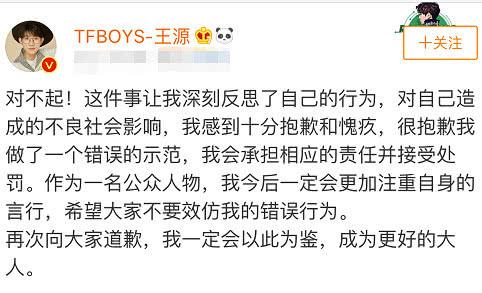 TFBOYS-王源
十关注
对不起！这件事让我深刻反思了自己的行为，对自己造
成的不良社会影响，我感到十分抱歉和愧疚，很抱歉我
做了一个错误的示范，我会承担相应的责任并接受处
罚。作为一名公众人物，我今后一定会更加注重自身的
言行，希望大家不要效仿我的错误行为。
再次向大家道歉，我一定会以此为鉴，成为更好的大
人。